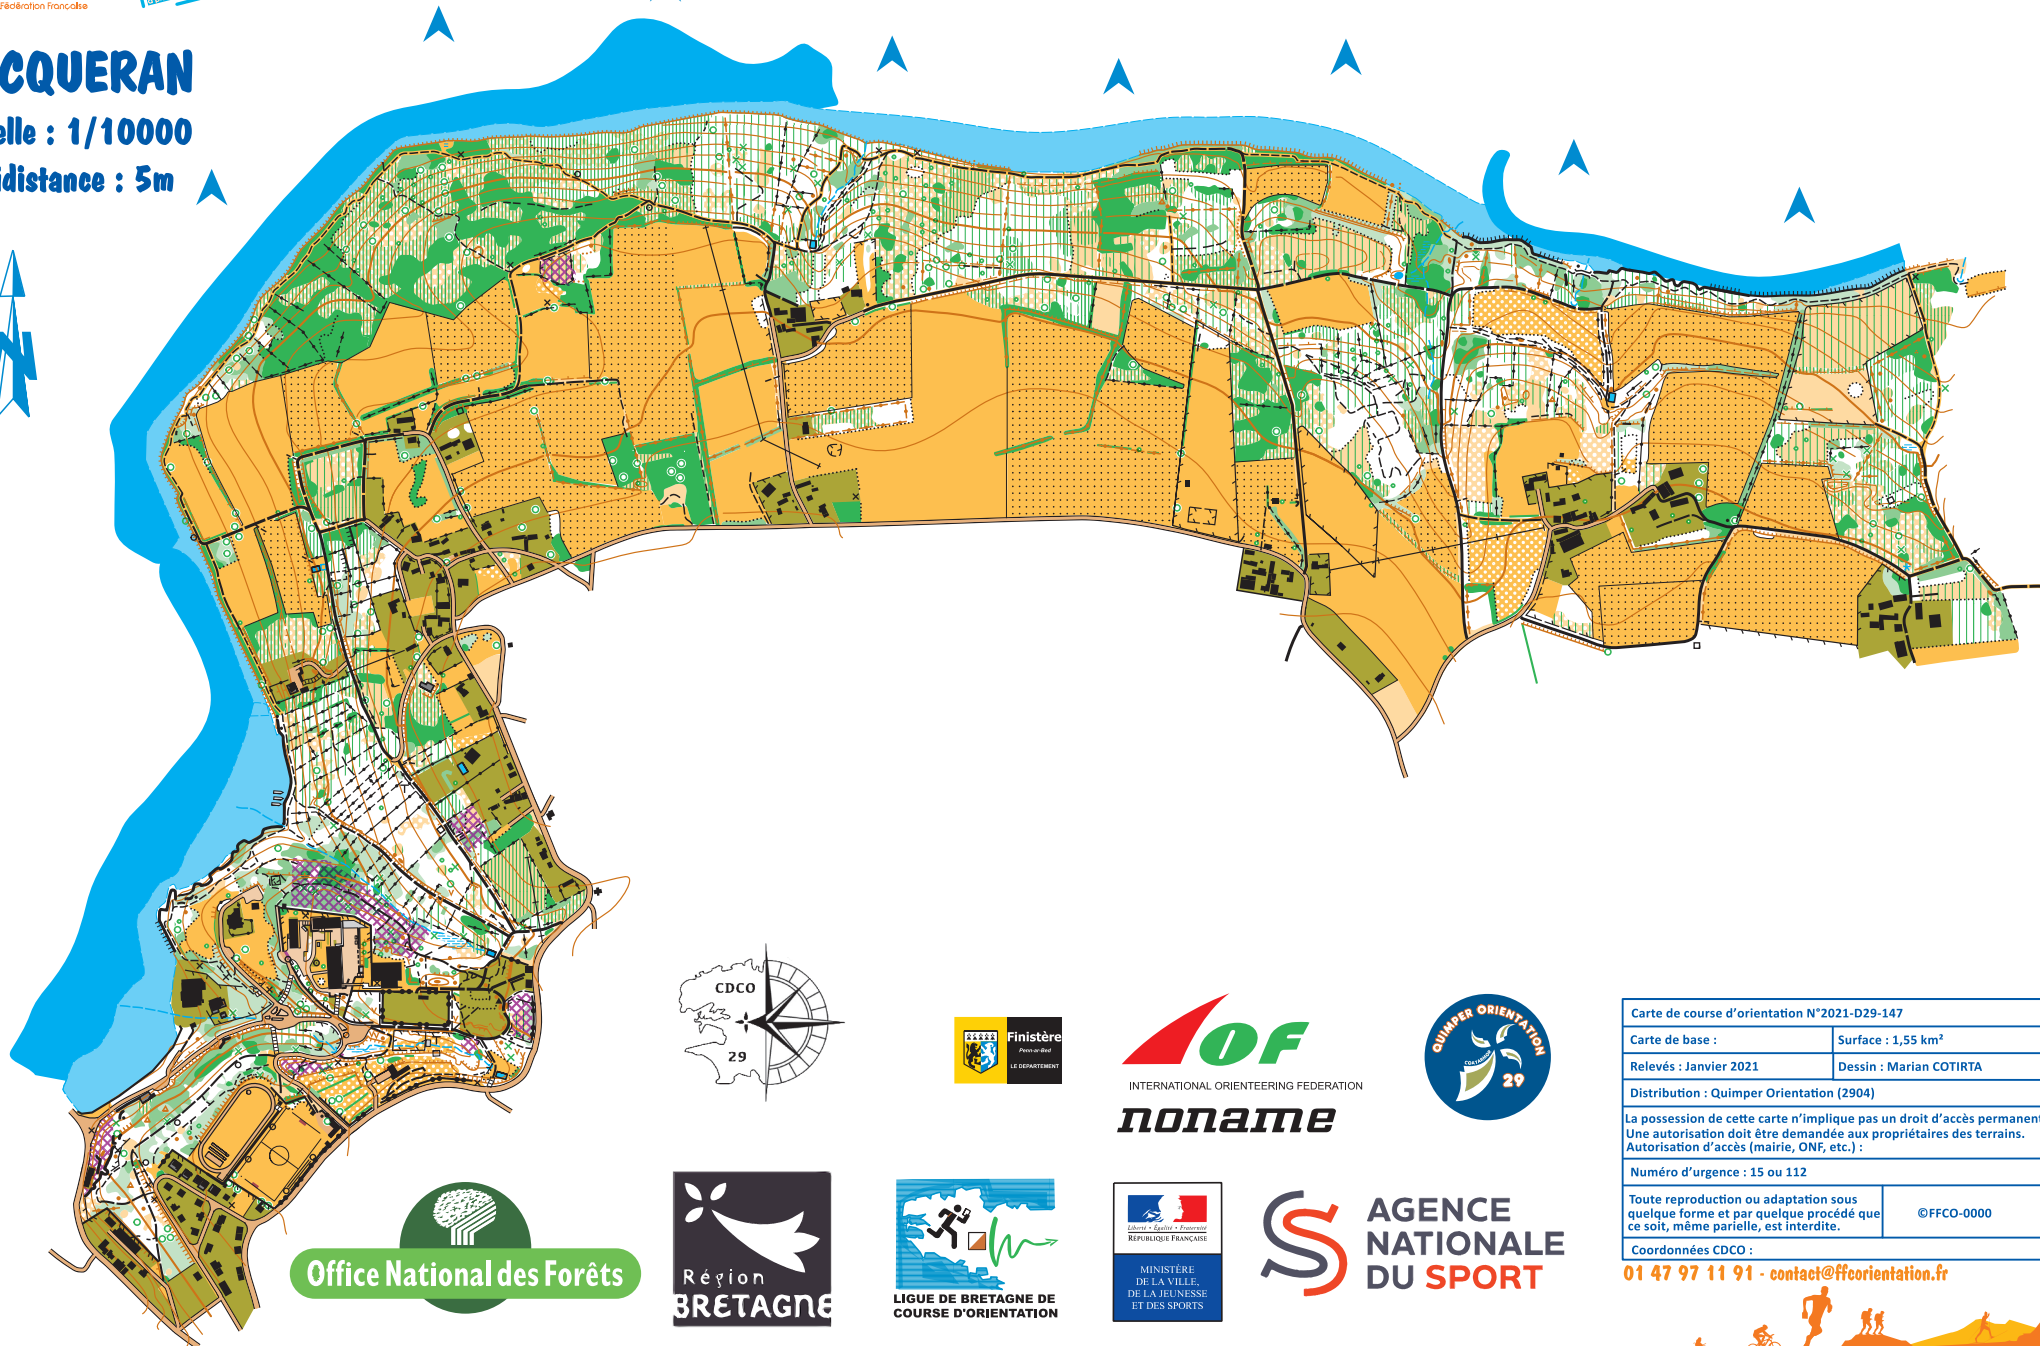 Fédération Française
CQUERAN
elle : 1/10000
idistance : 5m
N
CDCO
29
Finistère
Penn-ar-Bed
LE DEPARTEMENT
IOF
INTERNATIONAL ORIENTEERING FEDERATION
noname
QUIMPER ORIENTATION
29
Carte de course d'orientation N°2021-D29-147
Carte de base :
Surface : 1,55 km²
Relevés : Janvier 2021
Dessin : Marian COTIRTA
Distribution : Quimper Orientation (2904)
La possession de cette carte n'implique pas un droit d'accès permanent
Une autorisation doit être demandée aux propriétaires des terrains.
Autorisation d'accès (mairie, ONF, etc.) :
Numéro d'urgence : 15 ou 112
Toute reproduction ou adaptation sous
quelque forme et par quelque procédé que
ce soit, même parielle, est interdite.
©FFCO-0000
Coordonnées CDCO :
01 47 97 11 91 - contact@ffcorientation.fr
Office National des Forêts
Région
BRETAGNE
LIGUE DE BRETAGNE DE
COURSE D'ORIENTATION
Liberté • Égalité • Fraternité
RÉPUBLIQUE FRANÇAISE
MINISTÈRE
DE LA VILLE,
DE LA JEUNESSE
ET DES SPORTS
AGENCE
NATIONALE
DU SPORT